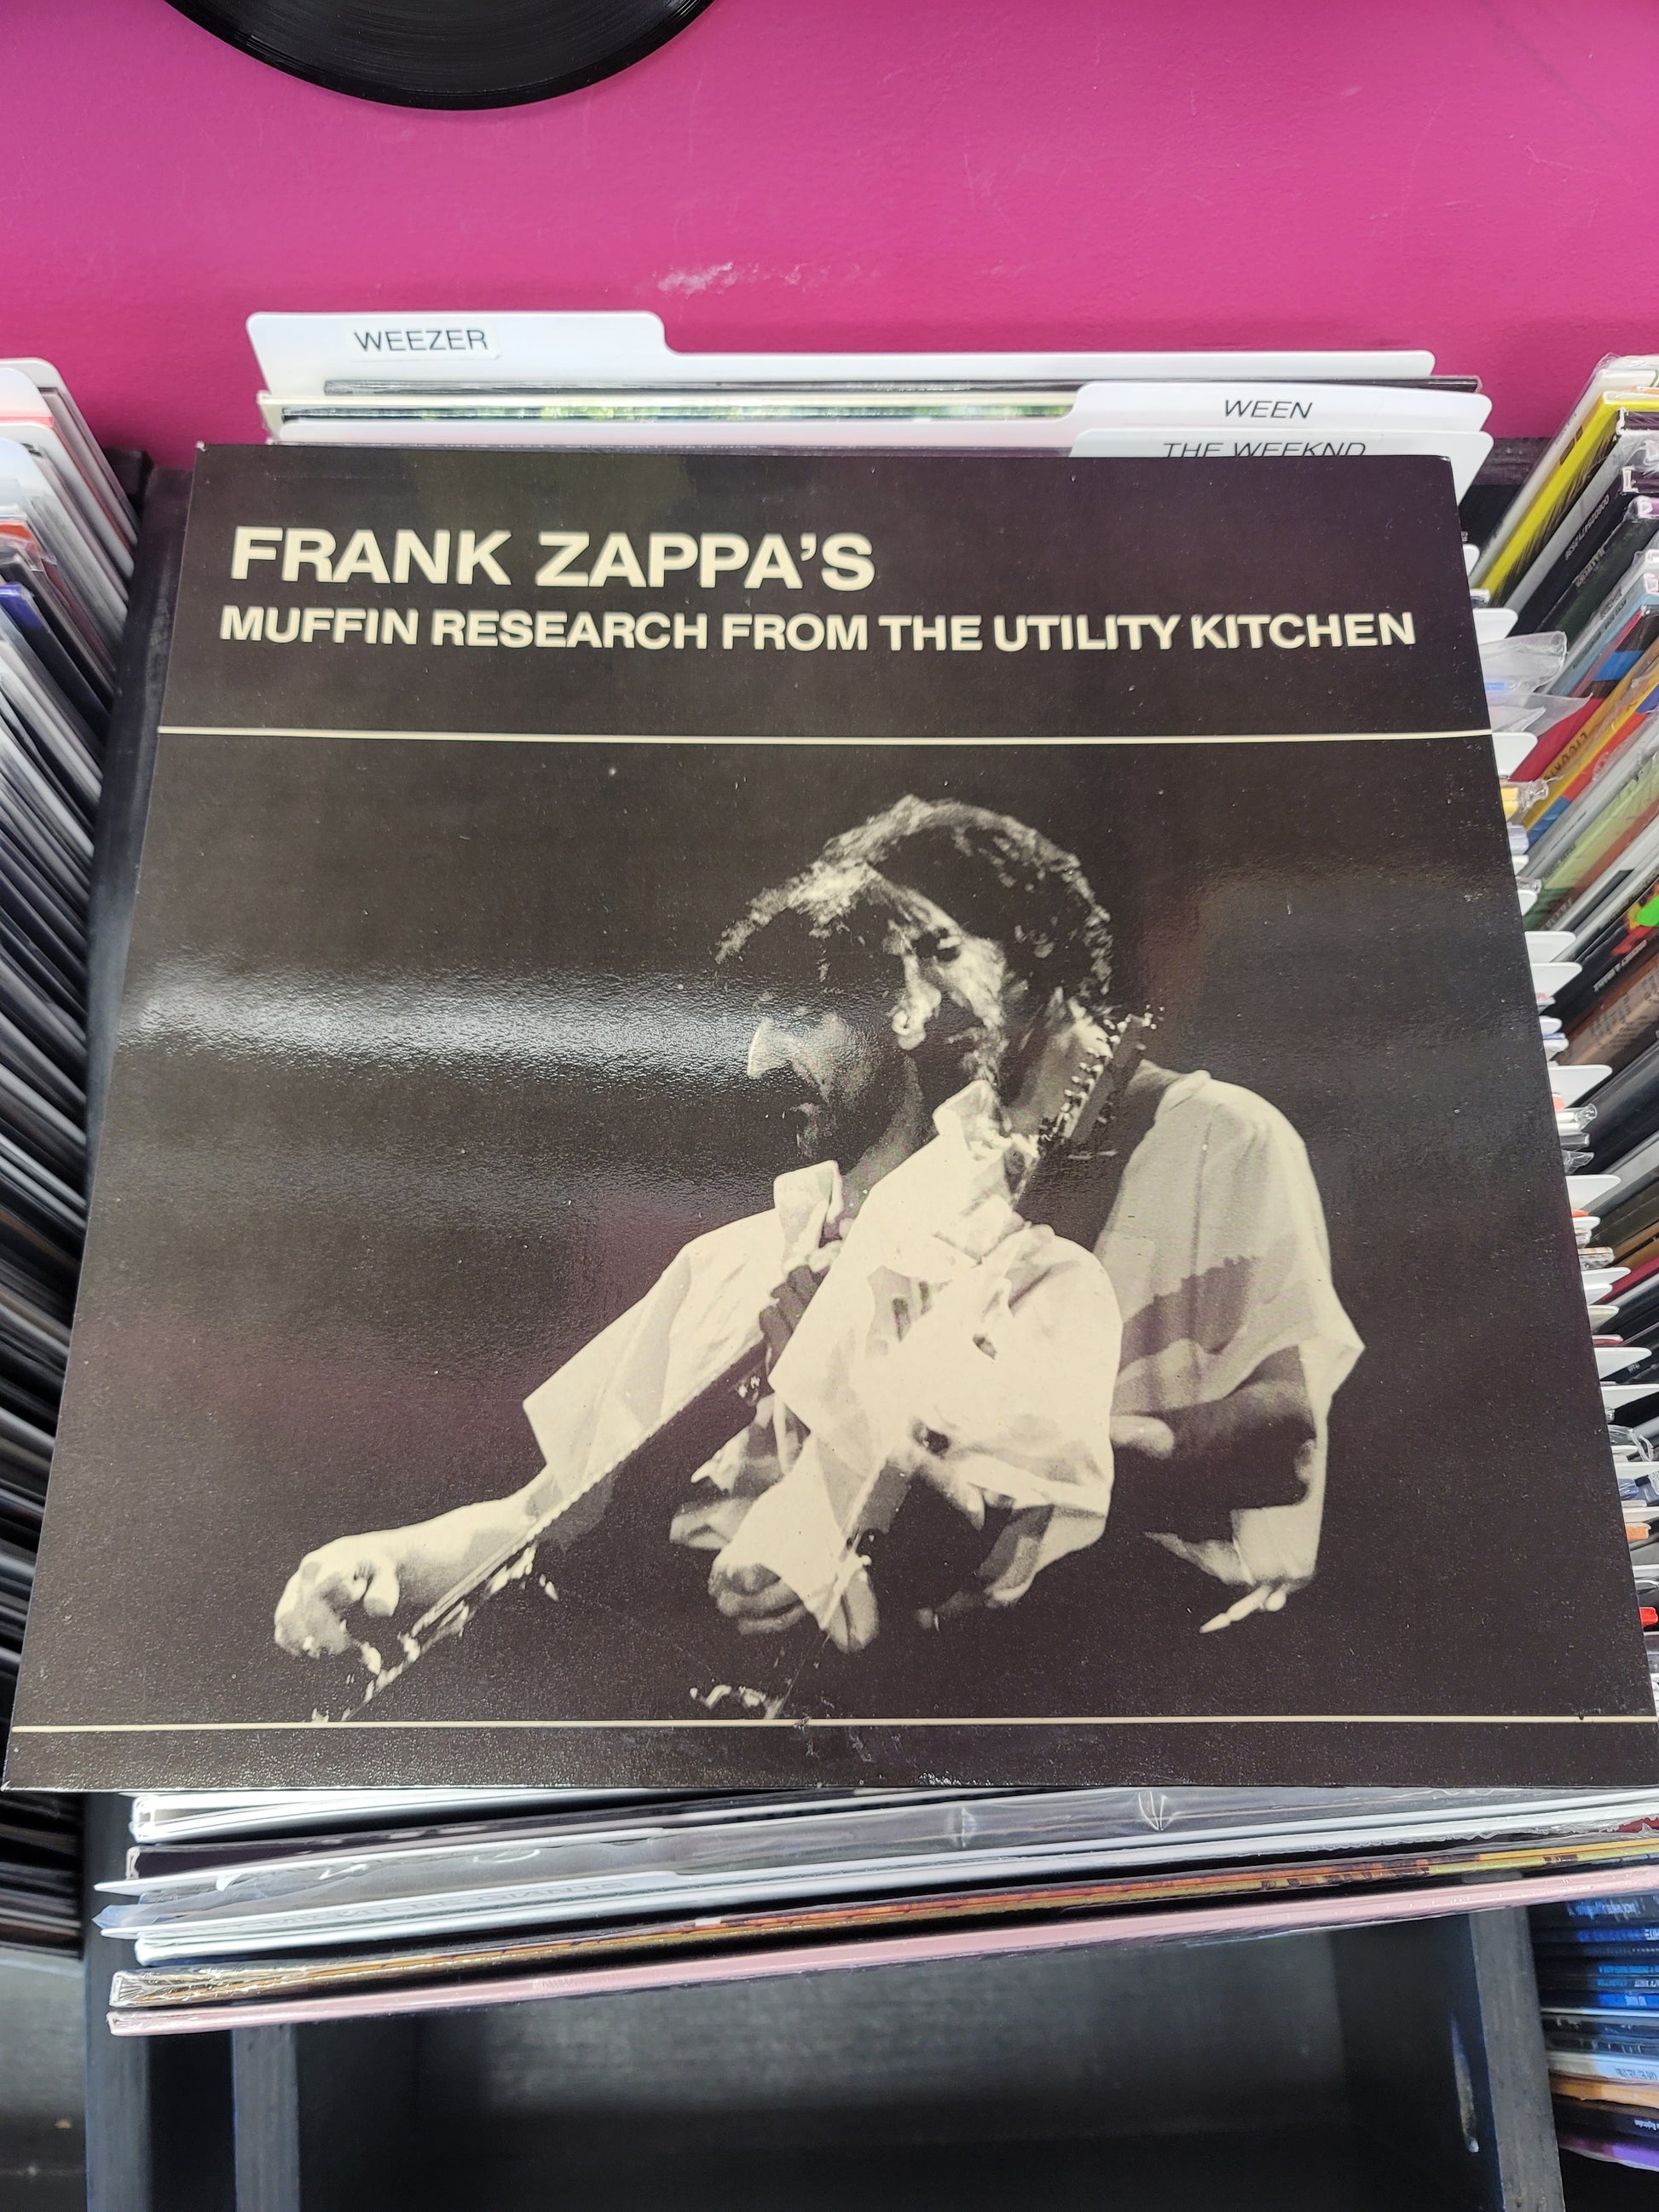 WEEZER
WEEN
THE WEEKND
FRANK ZAPPA'S
MUFFIN RESEARCH FROM THE UTILITY KITCHEN